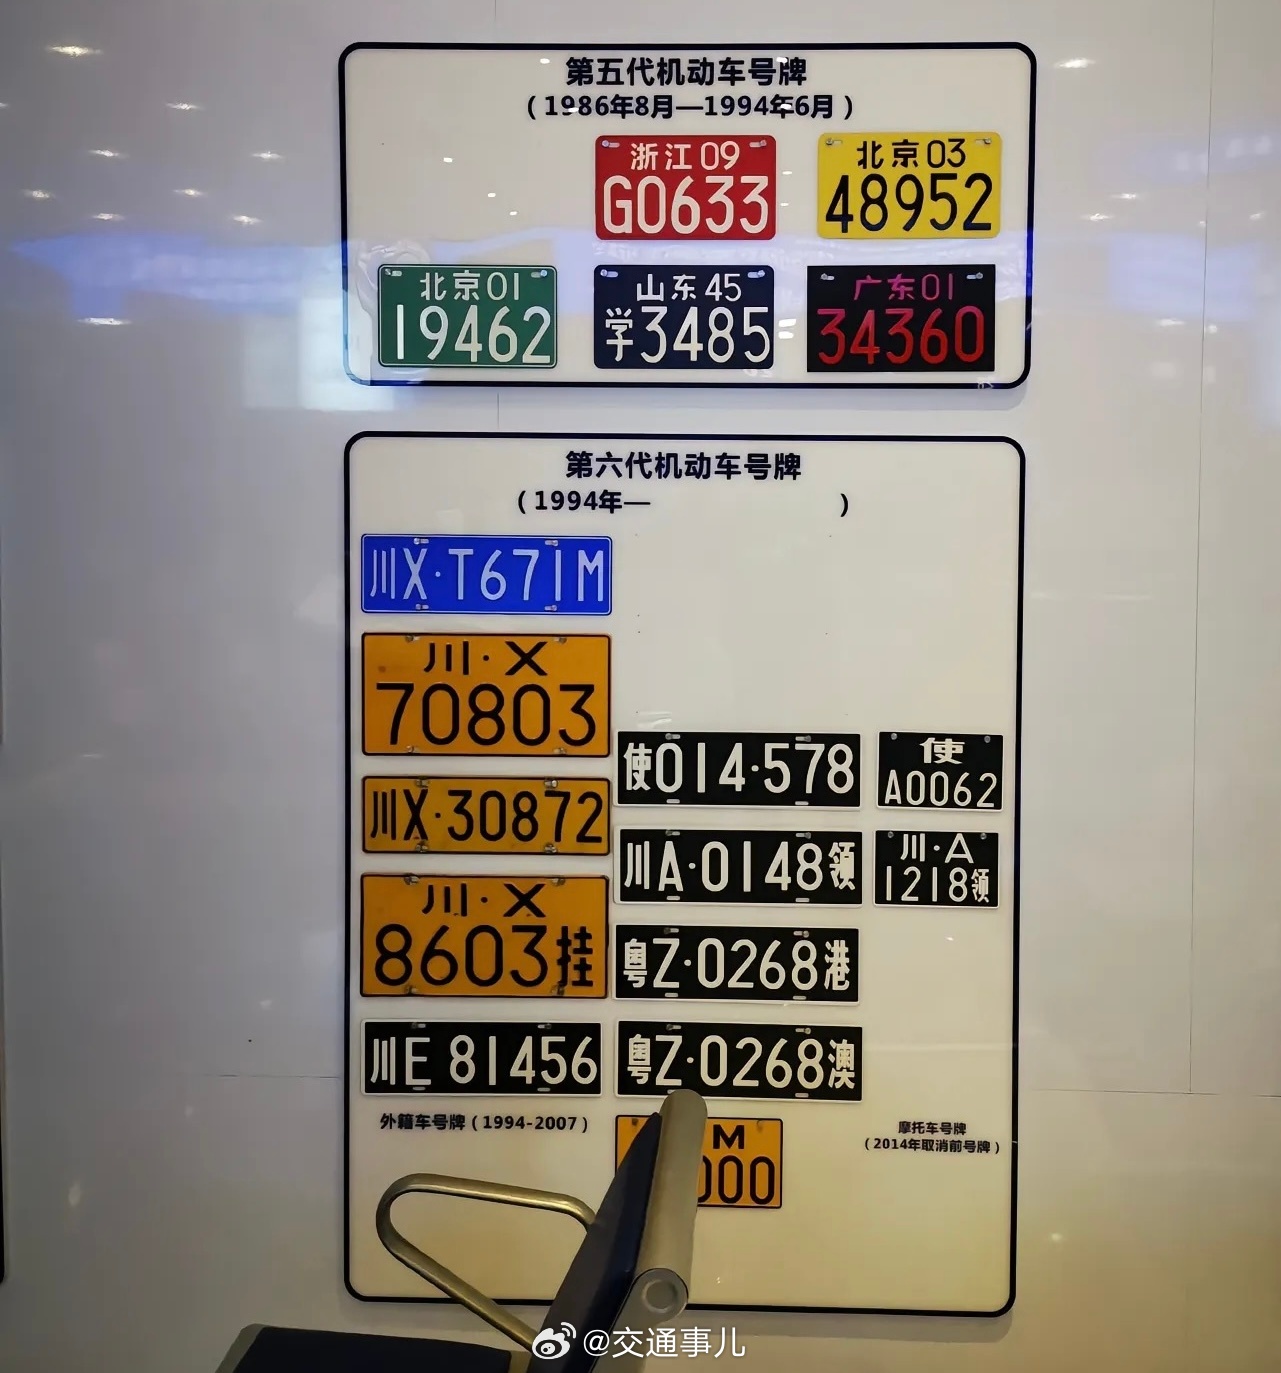 第五代机动车号牌
（1986年8月—1994年6月）
浙江09
G0633
北京03
48952
北京01
19462
山东45
学3485
广东01
34360
第六代机动车号牌
（1994年—        ）
川X·T671M
川·X
70803
川X·30872
川·X
8603挂
川E 81456
外籍车号牌（1994-2007）
使014·578
川A·0148领
粤Z·0268港
粤Z·0268澳
M
000
使
A0062
川·A
1218领
摩托车号牌
（2014年取消前号牌）
@交通事儿